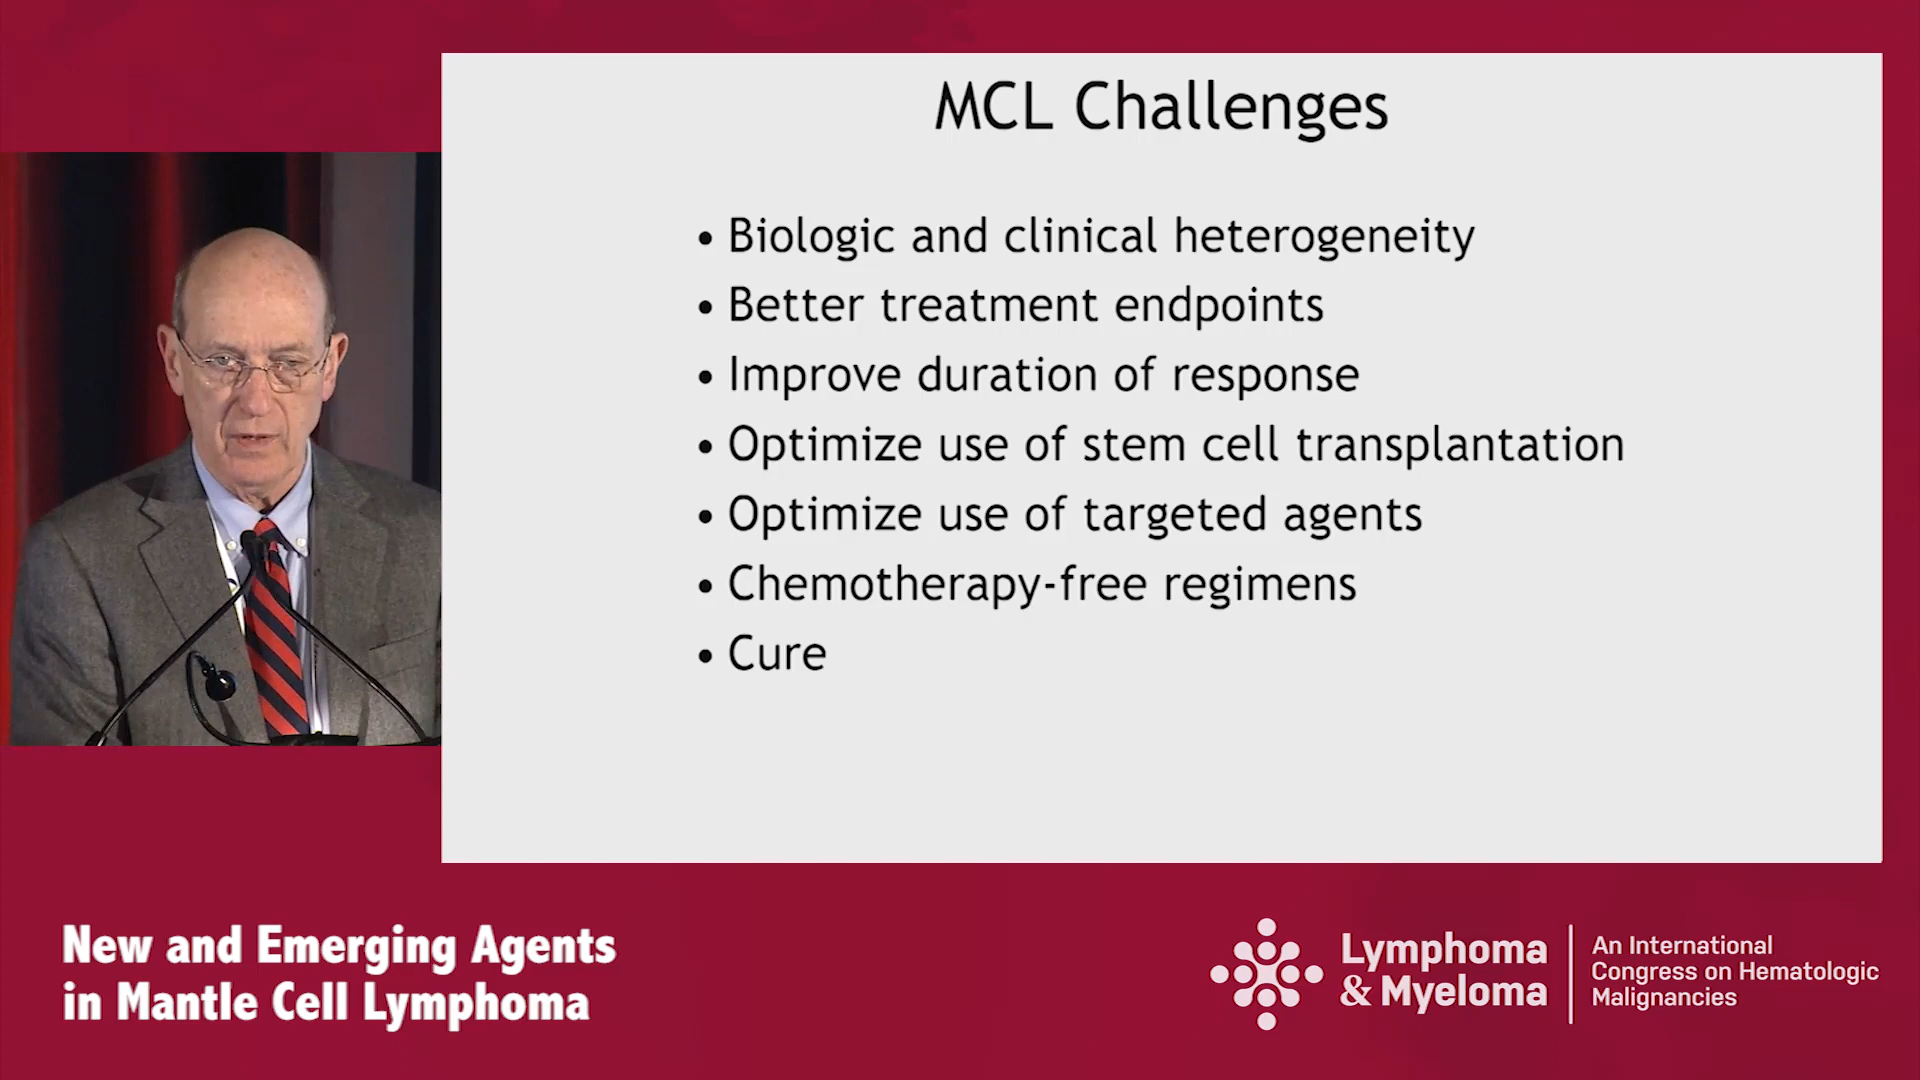 MCL Challenges
• Biologic and clinical heterogeneity
• Better treatment endpoints
• Improve duration of response
• Optimize use of stem cell transplantation
• Optimize use of targeted agents
• Chemotherapy-free regimens
• Cure
New and Emerging Agents
in Mantle Cell Lymphoma
Lymphoma
& Myeloma
An International
Congress on Hematologic
Malignancies